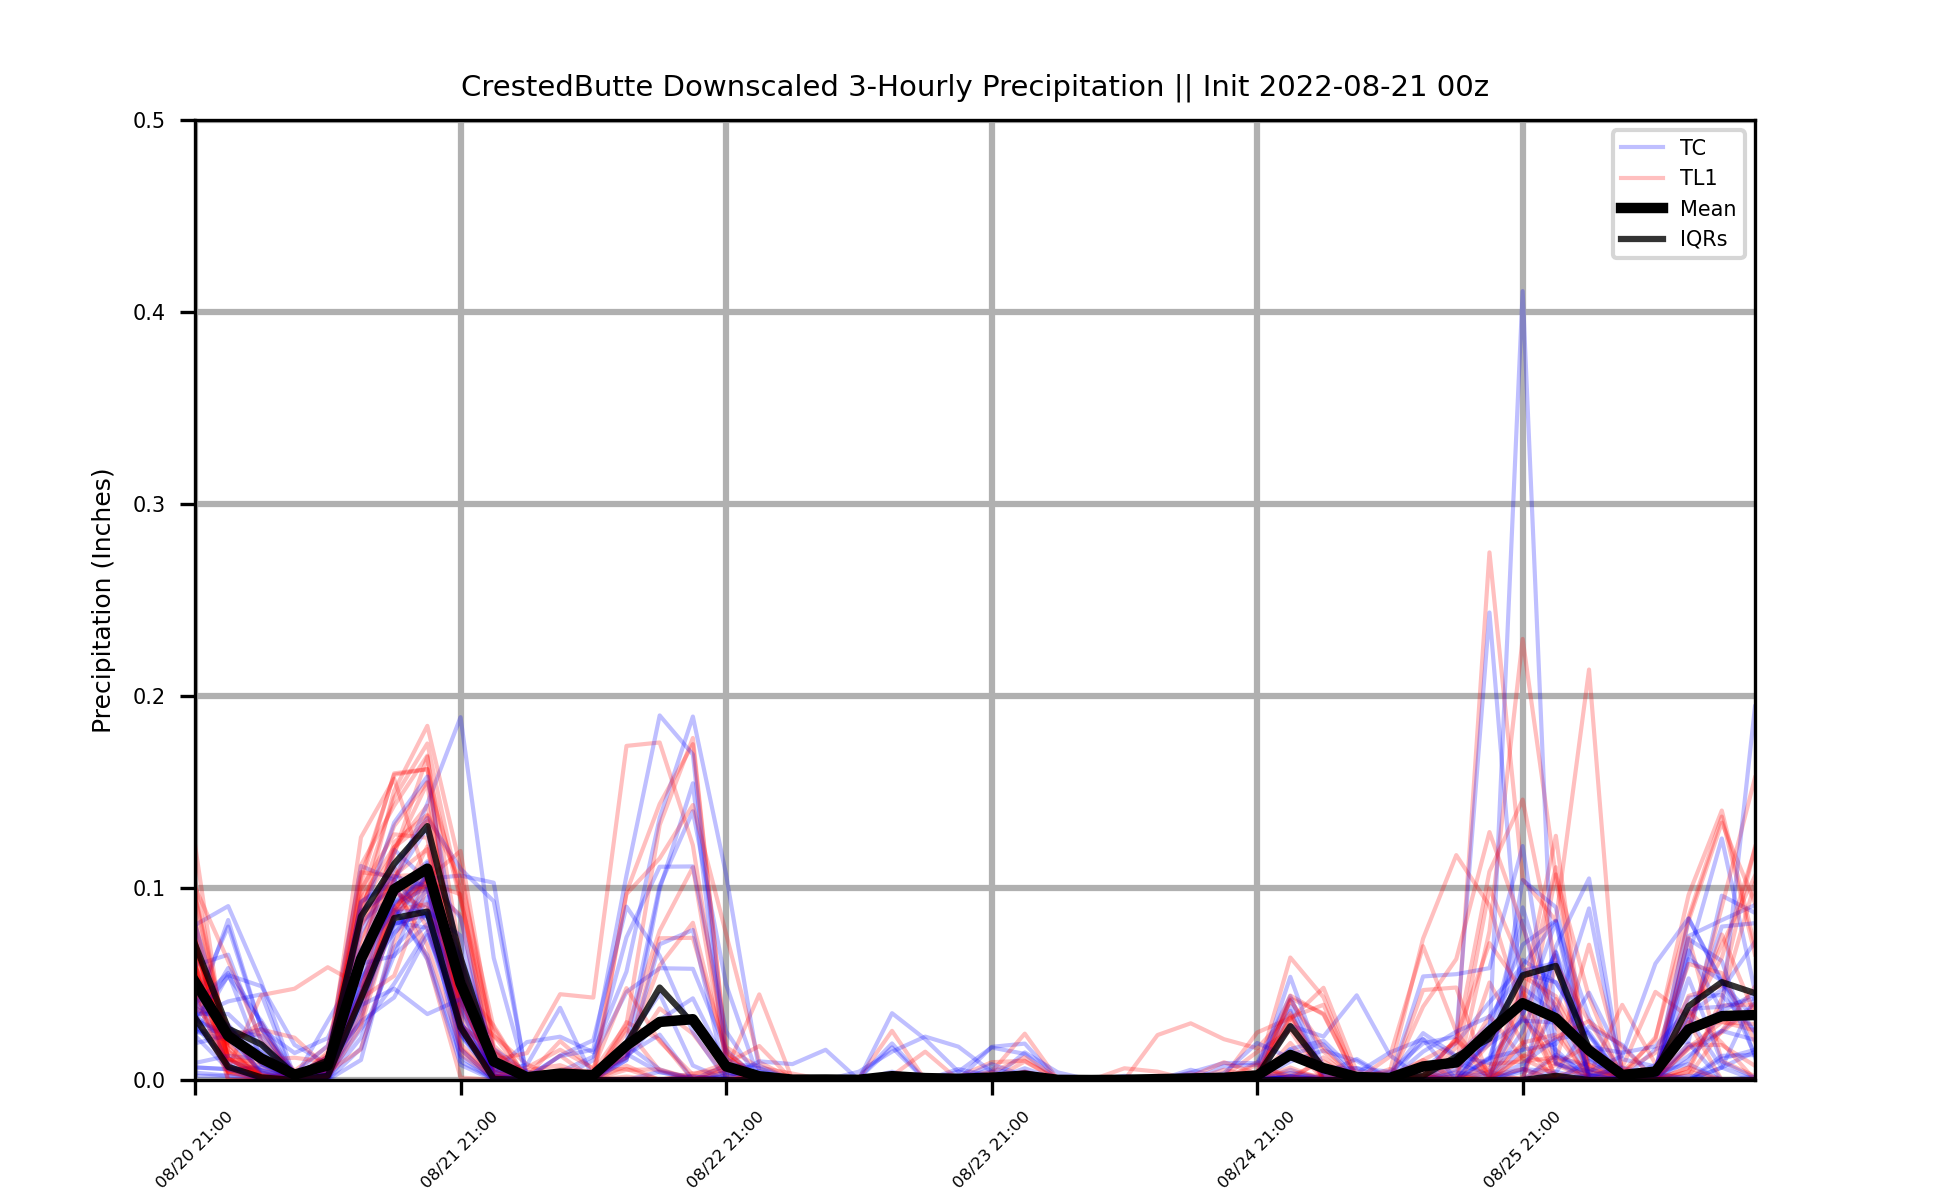 CrestedButte Downscaled 3-Hourly Precipitation || Init 2022-08-21 00z
TC
TL1
Mean
IQRs
Precipitation (Inches)
0.5
0.4
0.3
0.2
0.1
0.0
08/20 21:00
08/21 21:00
08/22 21:00
08/23 21:00
08/24 21:00
08/25 21:00